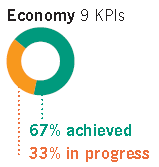 Economy 9 KPIs
67% achieved
33% in progress